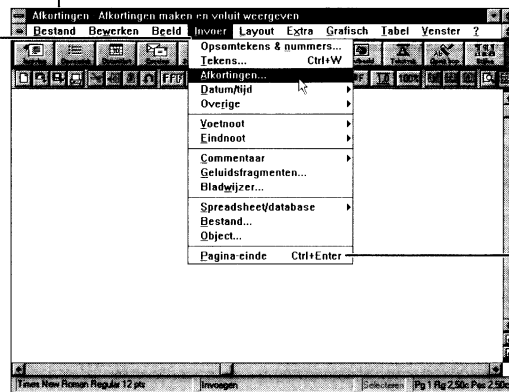 Afkortingen - Afkortingen maken en voluit weergeven
Bestand Bewerken Beeld Invoer Layout Extra Grafisch Tabel Venster ?
Opsomtekens & nummers...
Tekens... Ctrl+W
Afkortingen...
Datum/tijd
Overige
Voetnoot
Eindnoot
Commentaar
Geluidsfragmenten...
Bladwijzer...
Spreadsheet/database
Bestand...
Object...
Pagina-einde Ctrl+Enter
Times New Roman Regular 12 pts Invoegen Selecteren Pg 1 Rg 2,50c Pos 2,50c